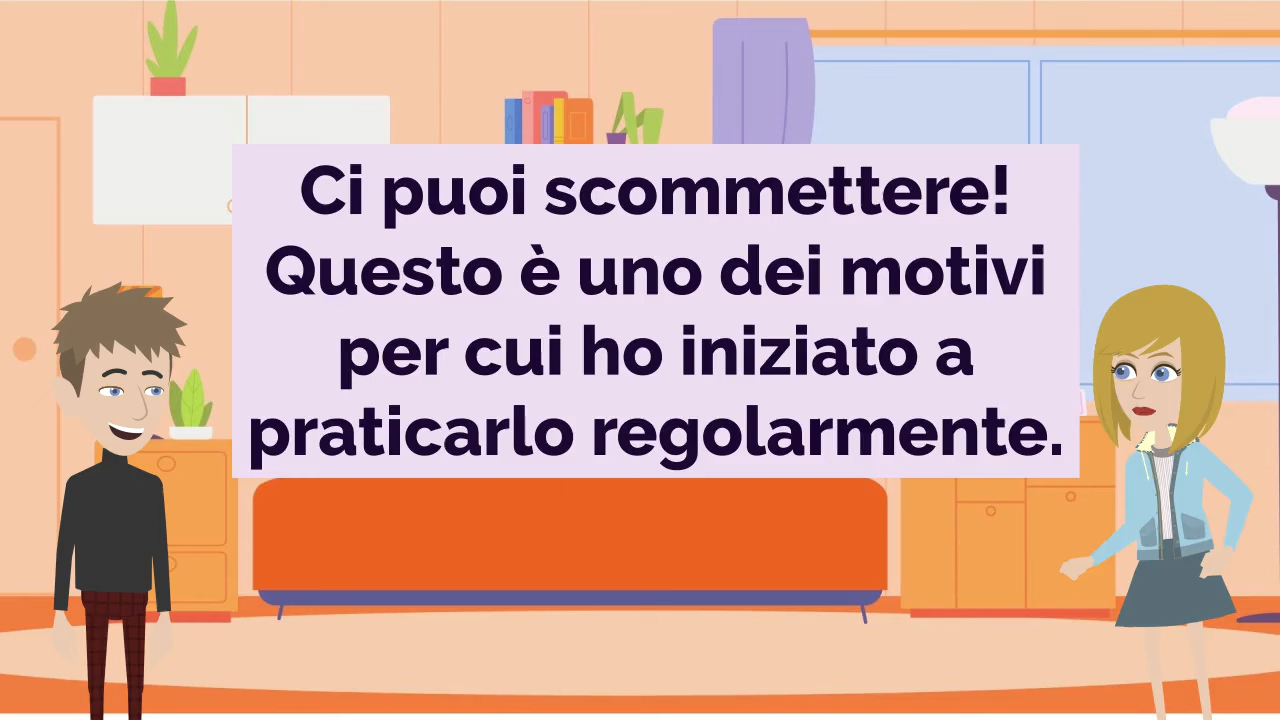 Ci puoi scommettere!
Questo è uno dei motivi
per cui ho iniziato a
praticarlo regolarmente.